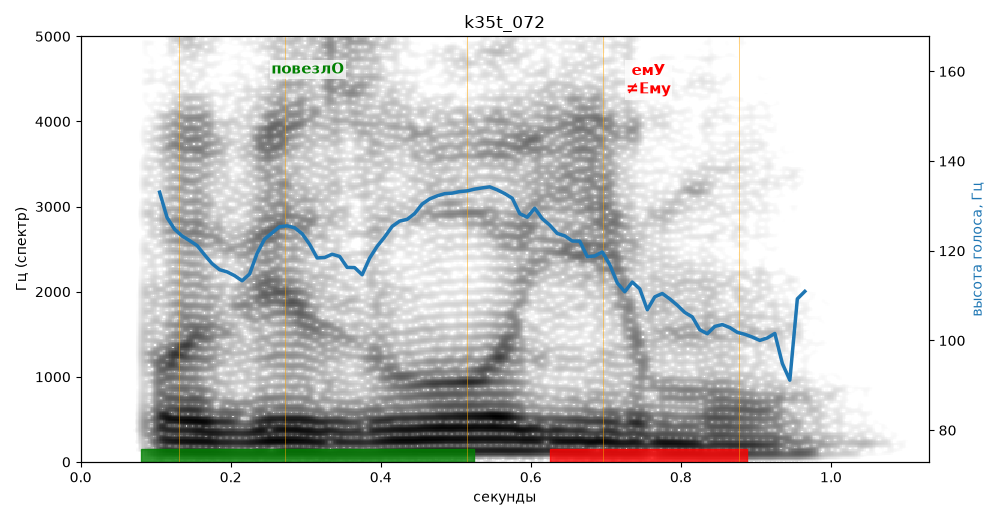 k35t_072
5000
4000
3000
2000
1000
0
Гц (спектр)
повезлО
емУ
≠Ему
160
140
120
100
80
высота голоса, Гц
0.0 0.2 0.4 0.6 0.8 1.0
секунды